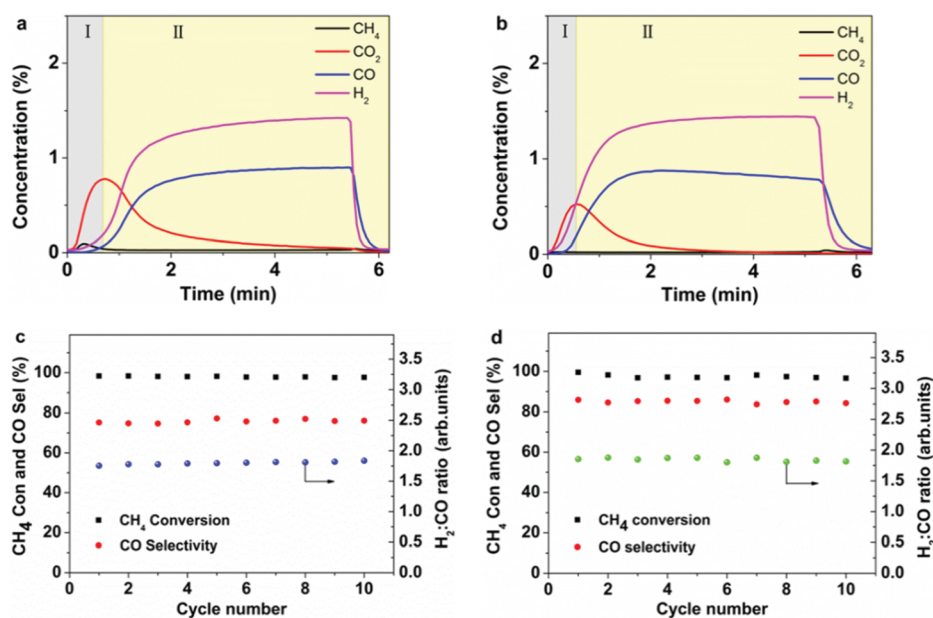 a
I
II
CH4
CO2
CO
H2
Concentration (%)
2
1
0
0
2
4
6
Time (min)
b
I
II
CH4
CO2
CO
H2
Concentration (%)
2
1
0
0
2
4
6
Time (min)
c
CH4 Con and CO Sel (%)
100
80
60
40
20
0
3.5
3.0
2.5
2.0
1.5
1.0
0.5
0.0
H2:CO ratio (arb.units)
CH4 Conversion
CO Selectivity
0
2
4
6
8
10
Cycle number
d
CH4 Con and CO Sel (%)
100
80
60
40
20
0
3.5
3.0
2.5
2.0
1.5
1.0
0.5
0.0
H2:CO ratio (arb.units)
CH4 conversion
CO selectivity
0
2
4
6
8
10
Cycle number